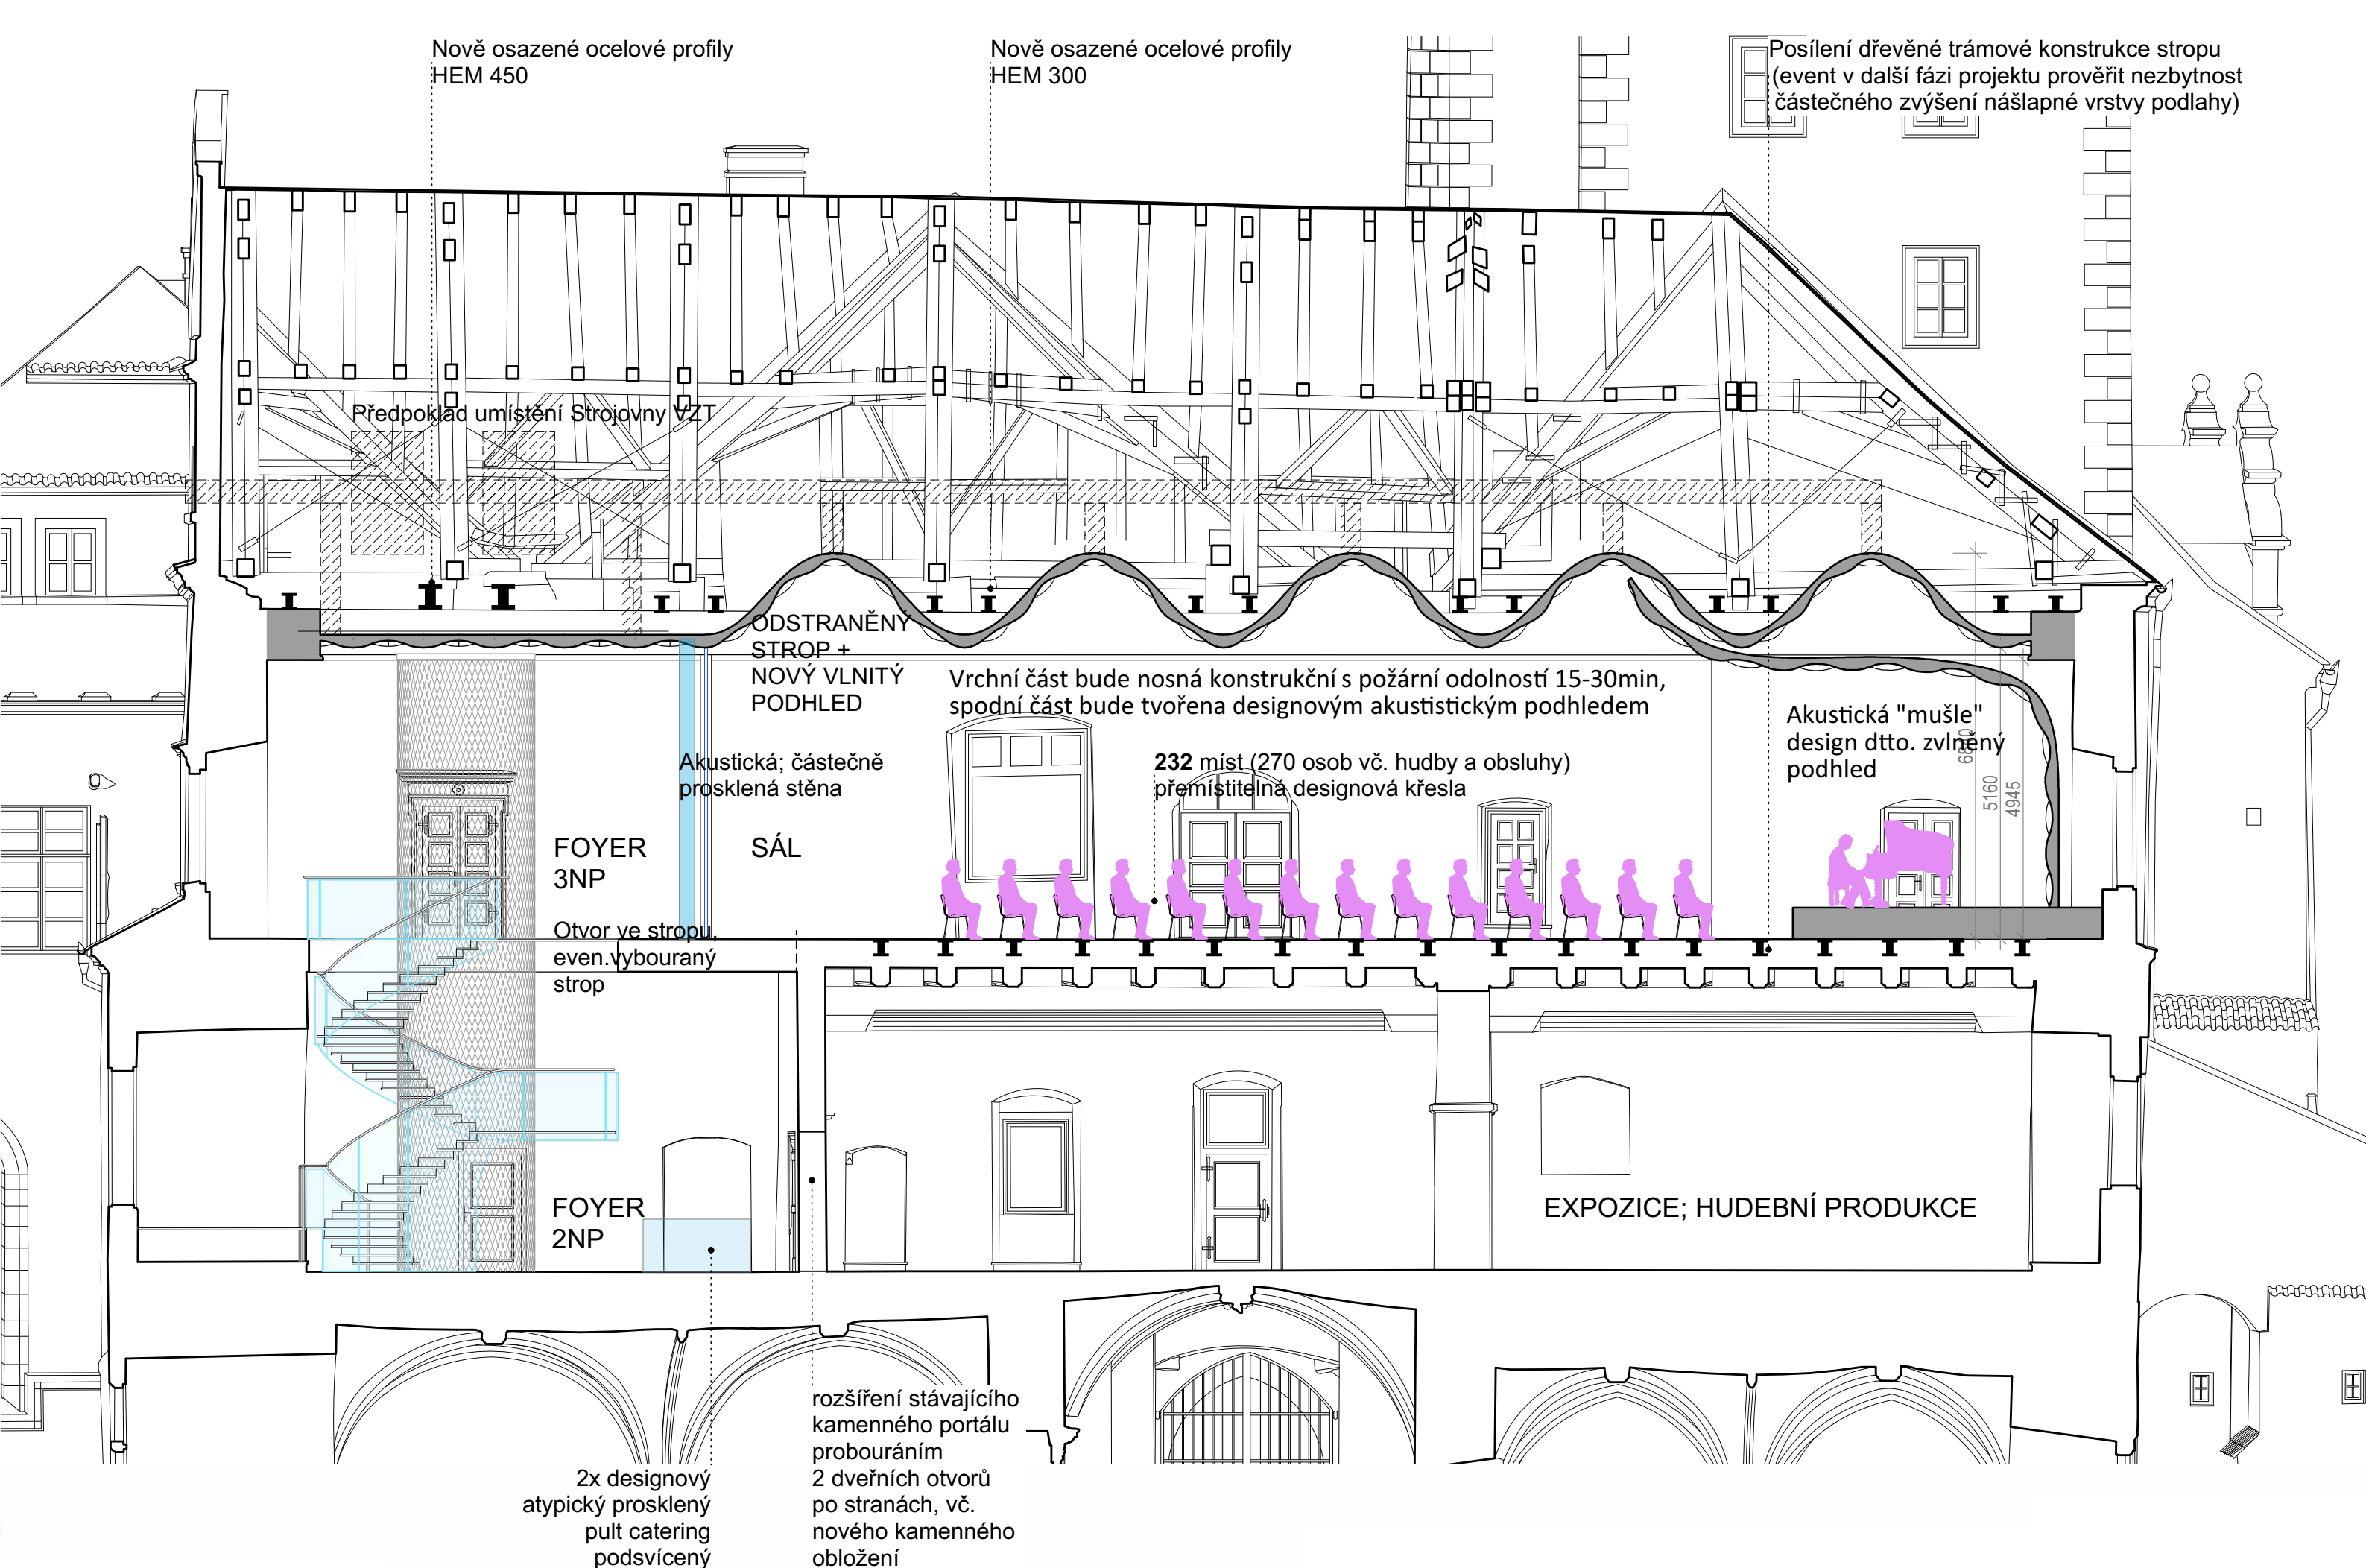 Nově osazené ocelové profily
HEM 450
Nově osazené ocelové profily
HEM 300
Posílení dřevěné trámové konstrukce stropu
(event v další fázi projektu prověřit nezbytnost
částečného zvýšení nášlapné vrstvy podlahy)
Předpoklad umístění Strojovny VZT
ODSTRANĚNÝ
STROP +
NOVÝ VLNITÝ
PODHLED
Vrchní část bude nosná konstrukční s požární odolností 15-30min,
spodní část bude tvořena designovým akustistickým podhledem
Akustická "mušle"
design dtto. zvlněný
podhled
Akustická; částečně
prosklená stěna
232 míst (270 osob vč. hudby a obsluhy)
přemístitelná designová křesla
5160
4945
FOYER
3NP
SÁL
Otvor ve stropu,
even.vybouraný
strop
FOYER
2NP
EXPOZICE; HUDEBNÍ PRODUKCE
rozšíření stávajícího
kamenného portálu
probouráním
2 dveřních otvorů
po stranách, vč.
nového kamenného
obložení
2x designový
atypický prosklený
pult catering
podsvícený